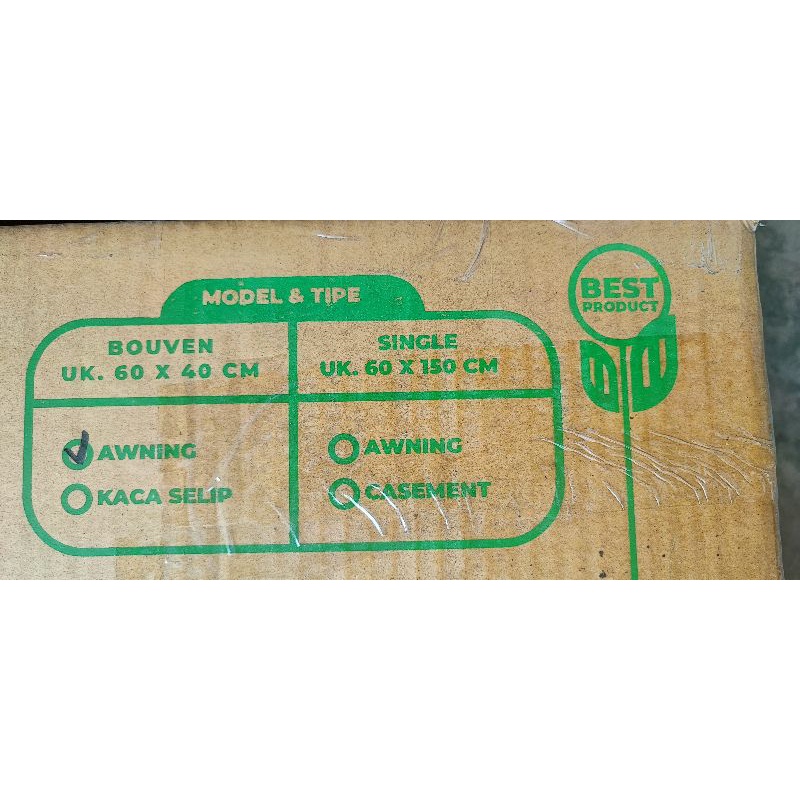 MODEL & TIPE
BOUVEN
UK. 60 X 40 CM
SINGLE
UK. 60 X 150 CM
AWNING
KACA SELIP
AWNING
CASEMENT
BEST
PRODUCT